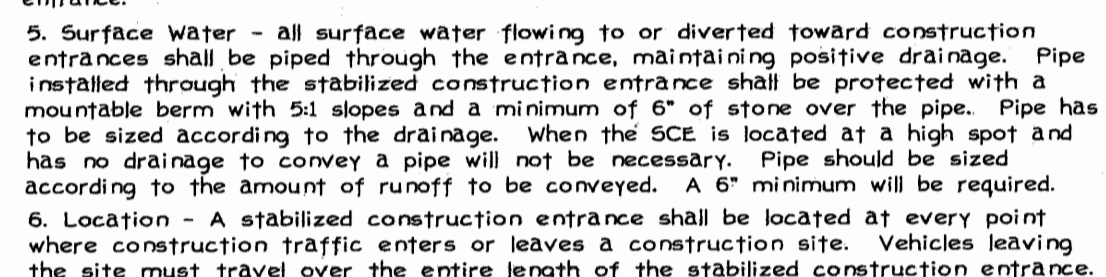 entrance.
5. Surface Water - all surface water flowing to or diverted toward construction
entrances shall be piped through the entrance, maintaining positive drainage. Pipe
installed through the stabilized construction entrance shall be protected with a
mountable berm with 5:1 slopes and a minimum of 6" of stone over the pipe. Pipe has
to be sized according to the drainage. When the SCE is located at a high spot and
has no drainage to convey a pipe will not be necessary. Pipe should be sized
according to the amount of runoff to be conveyed. A 6" minimum will be required.
6. Location - A stabilized construction entrance shall be located at every point
where construction traffic enters or leaves a construction site. Vehicles leaving
the site must travel over the entire length of the stabilized construction entrance.